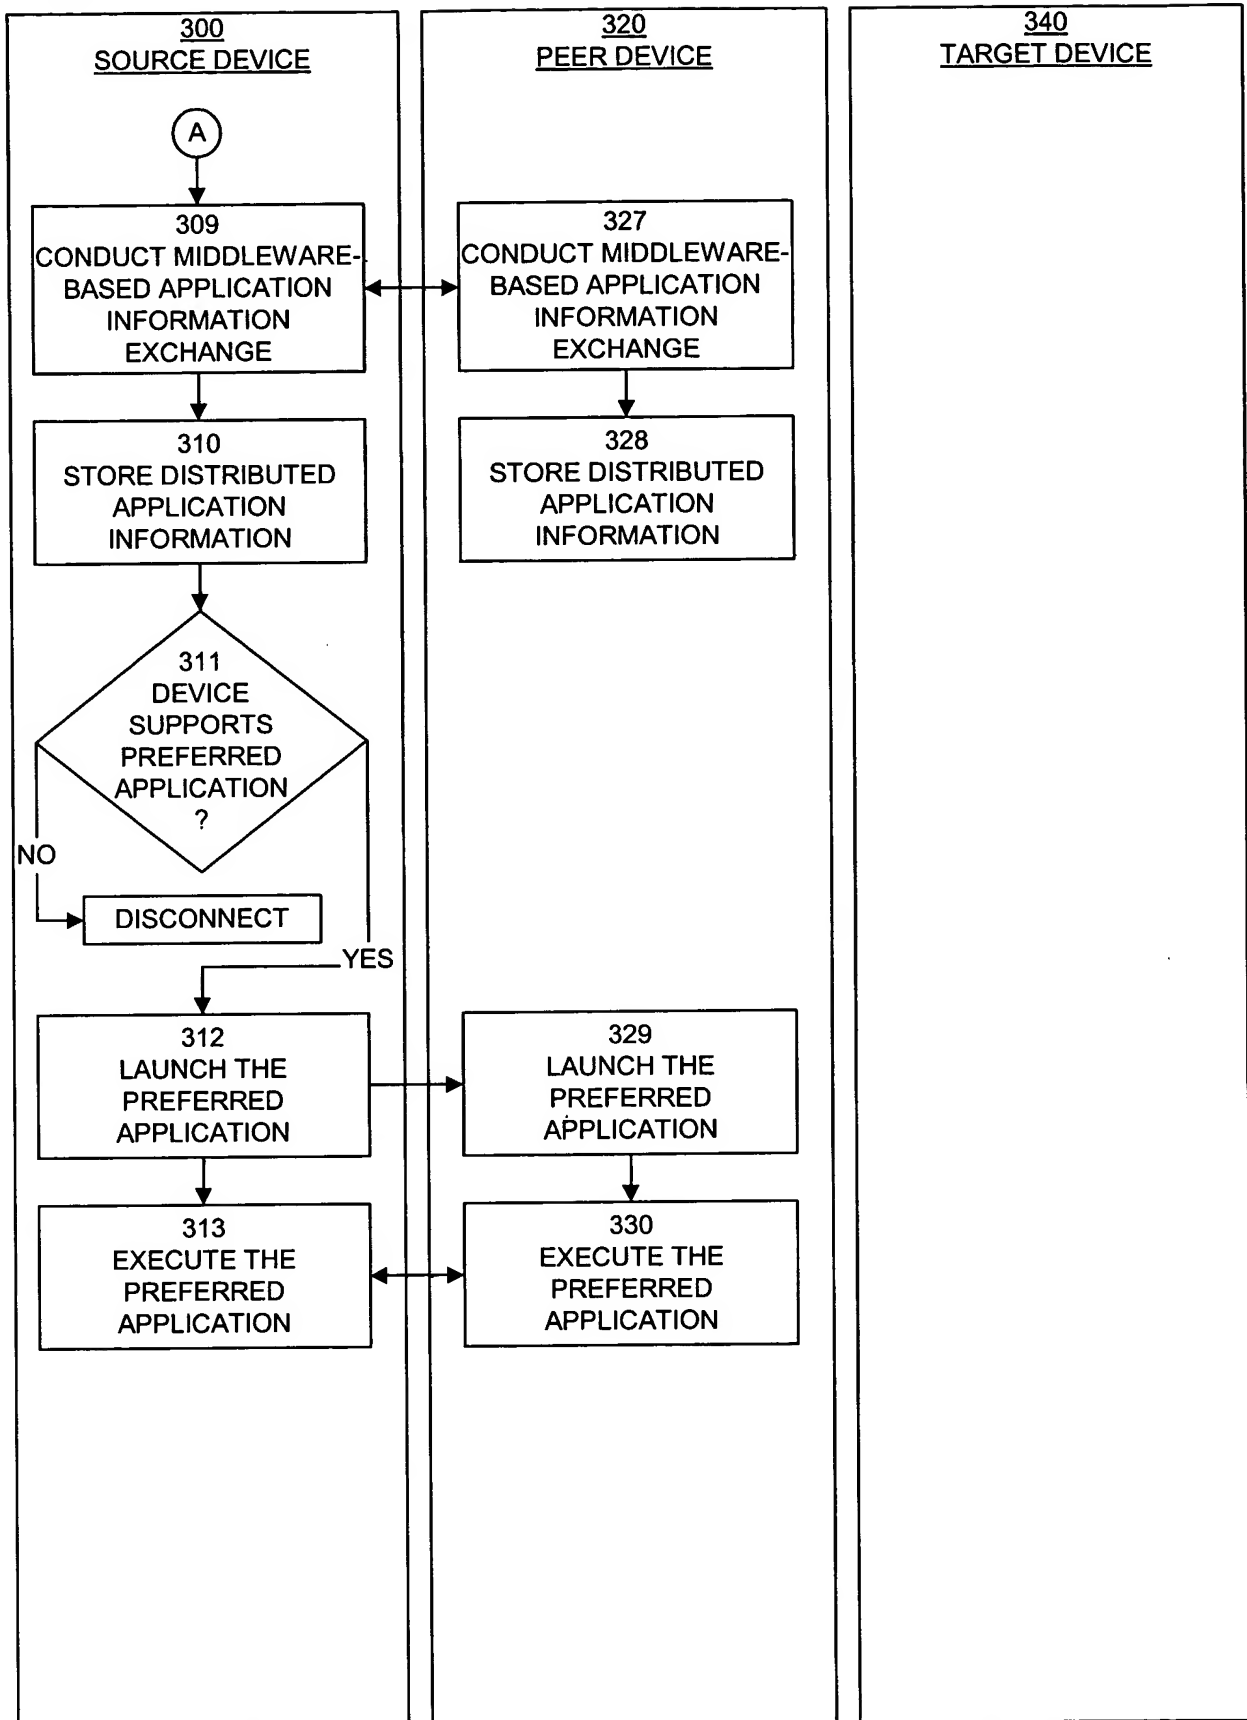 300
SOURCE DEVICE
320
PEER DEVICE
340
TARGET DEVICE
A
309
CONDUCT MIDDLEWARE-
BASED APPLICATION
INFORMATION
EXCHANGE
327
CONDUCT MIDDLEWARE-
BASED APPLICATION
INFORMATION
EXCHANGE
310
STORE DISTRIBUTED
APPLICATION
INFORMATION
328
STORE DISTRIBUTED
APPLICATION
INFORMATION
311
DEVICE
SUPPORTS
PREFERRED
APPLICATION
?
NO
DISCONNECT
YES
312
LAUNCH THE
PREFERRED
APPLICATION
329
LAUNCH THE
PREFERRED
APPLICATION
313
EXECUTE THE
PREFERRED
APPLICATION
330
EXECUTE THE
PREFERRED
APPLICATION